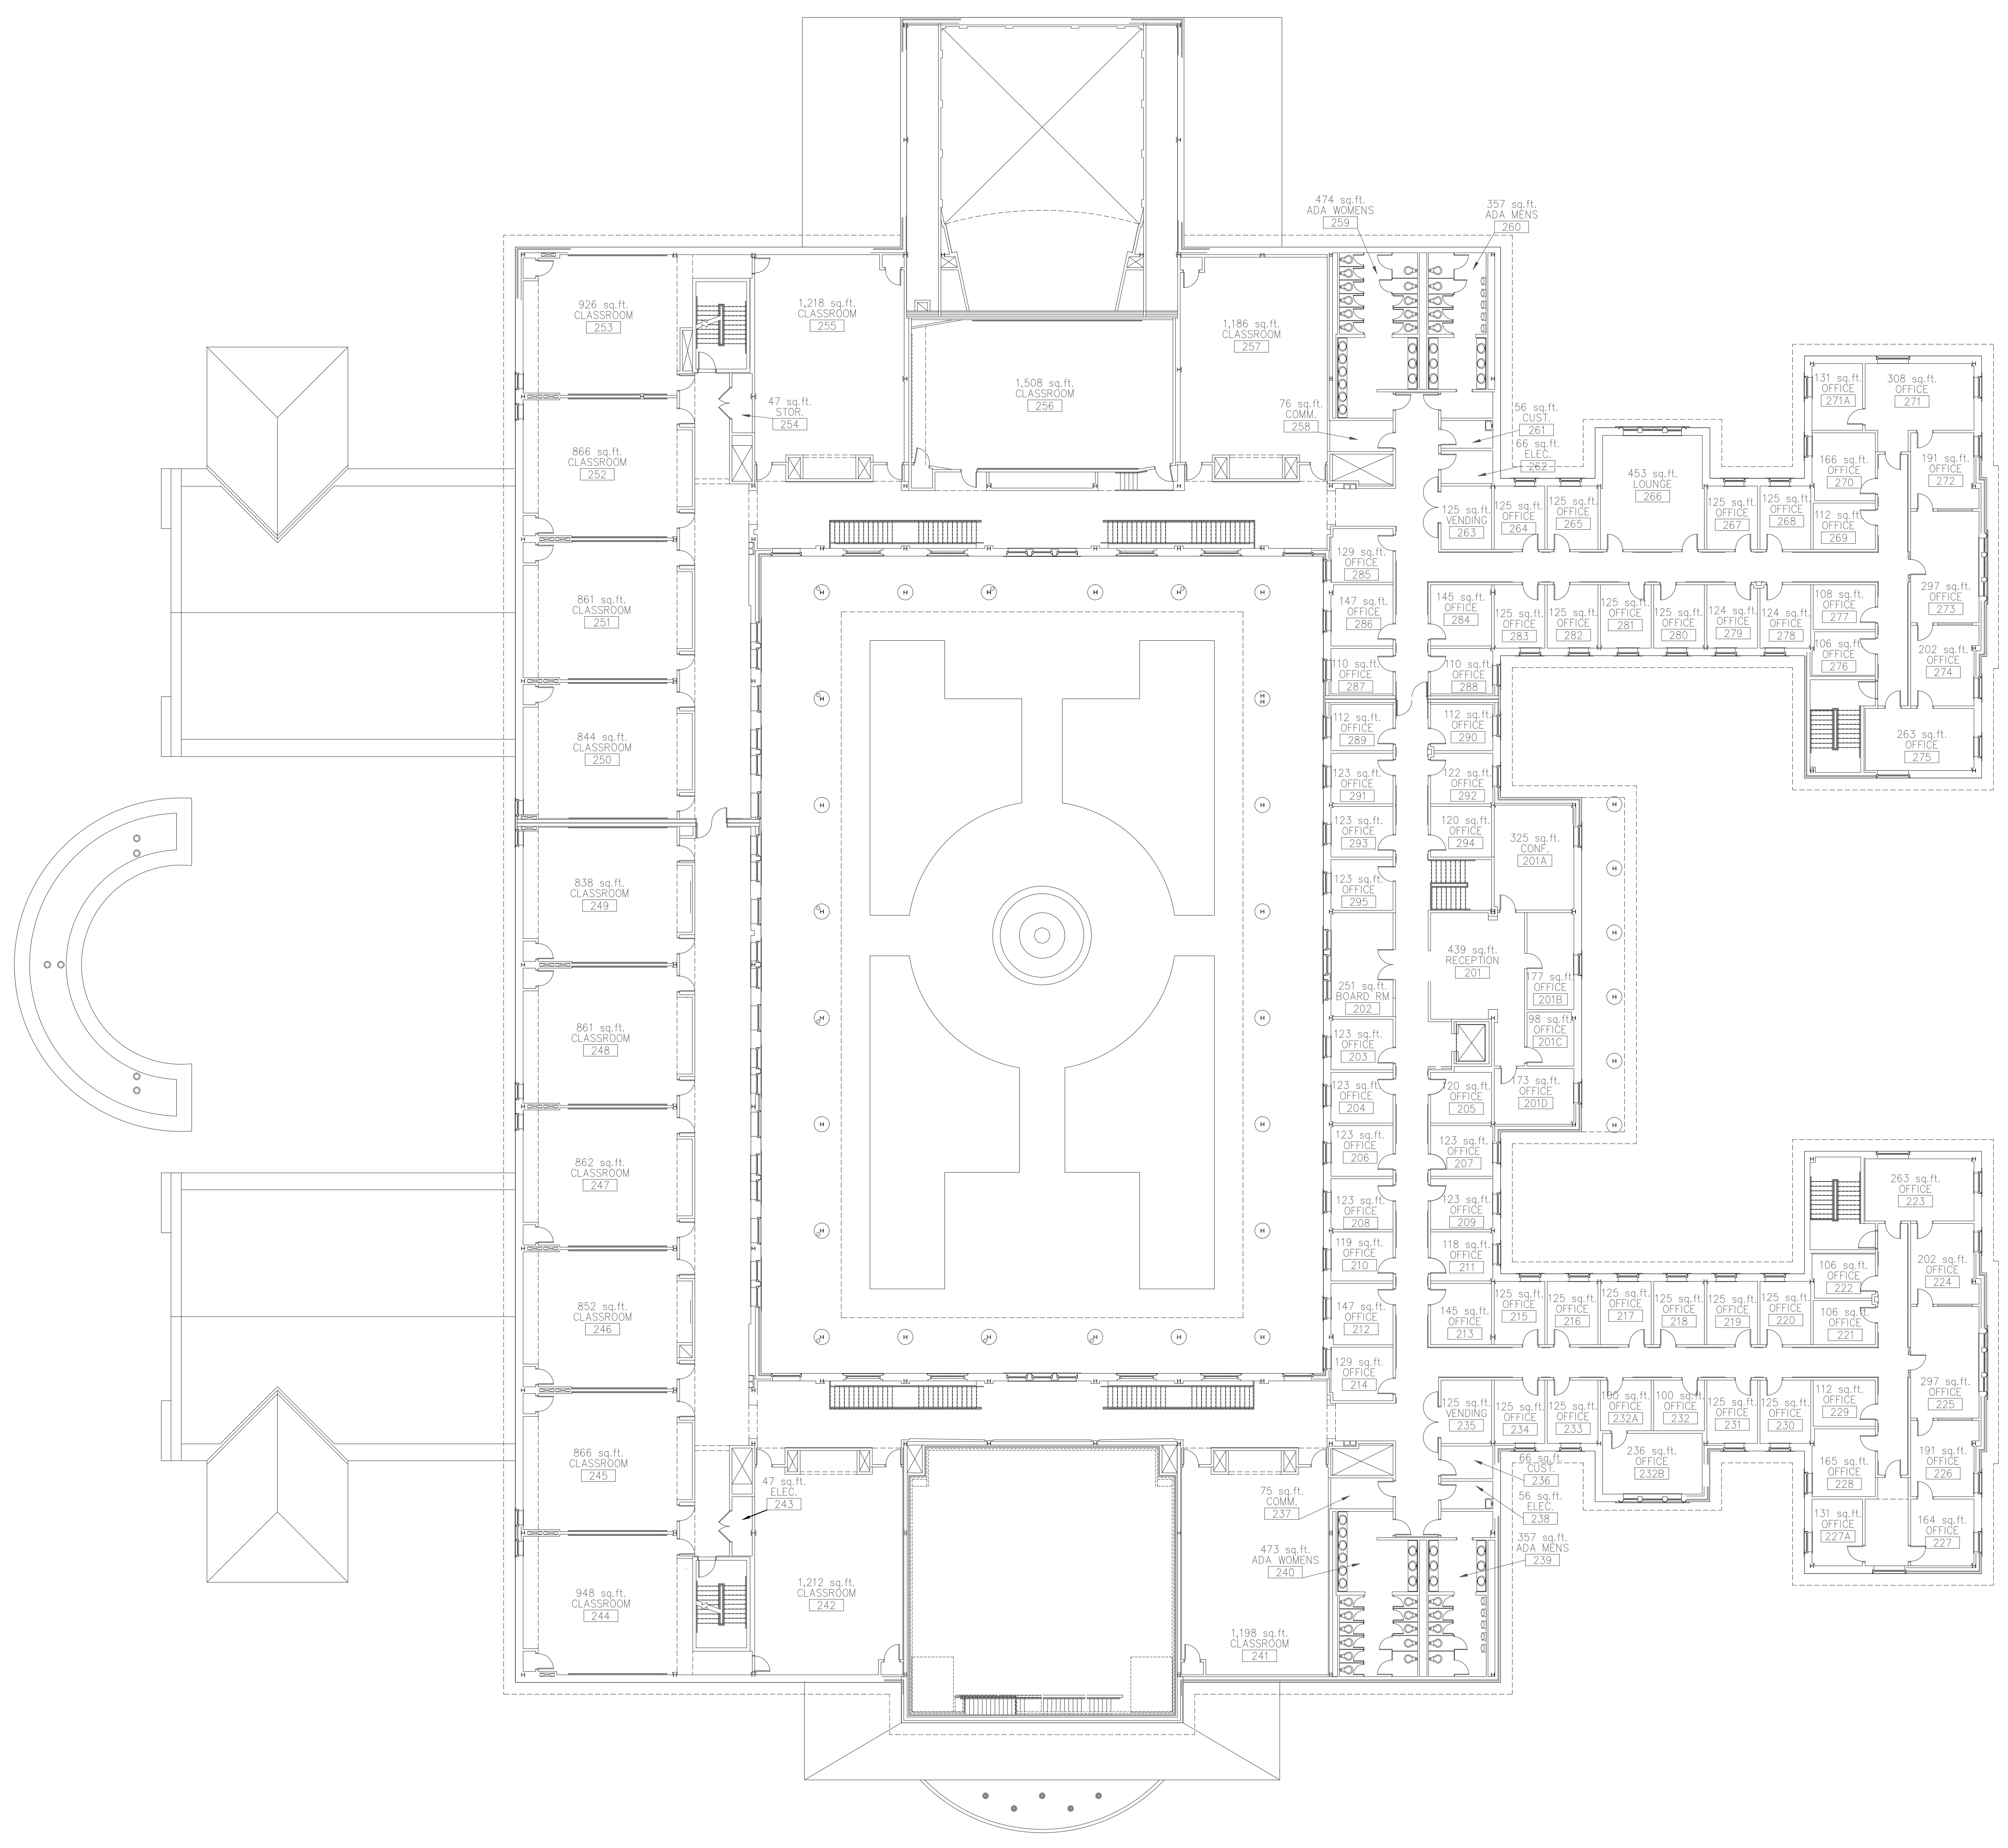 474 sq.ft.
ADA WOMENS
259
357 sq.ft.
ADA MENS
260
926 sq.ft.
CLASSROOM
253
1,218 sq.ft.
CLASSROOM
255
1,186 sq.ft.
CLASSROOM
257
1,508 sq.ft.
CLASSROOM
256
47 sq.ft.
STOR.
254
76 sq.ft.
COMM.
258
56 sq.ft.
CUST.
261
66 sq.ft.
ELEC.
262
131 sq.ft.
OFFICE
271A
308 sq.ft.
OFFICE
271
866 sq.ft.
CLASSROOM
252
453 sq.ft.
LOUNGE
266
166 sq.ft.
OFFICE
270
191 sq.ft.
OFFICE
272
125 sq.ft.
VENDING
263
125 sq.ft.
OFFICE
264
125 sq.ft.
OFFICE
265
125 sq.ft.
OFFICE
267
125 sq.ft.
OFFICE
268
112 sq.ft.
OFFICE
269
129 sq.ft.
OFFICE
285
861 sq.ft.
CLASSROOM
251
147 sq.ft.
OFFICE
286
145 sq.ft.
OFFICE
284
125 sq.ft.
OFFICE
283
125 sq.ft.
OFFICE
282
125 sq.ft.
OFFICE
281
125 sq.ft.
OFFICE
280
124 sq.ft.
OFFICE
279
124 sq.ft.
OFFICE
278
108 sq.ft.
OFFICE
277
297 sq.ft.
OFFICE
273
106 sq.ft.
OFFICE
276
202 sq.ft.
OFFICE
274
110 sq.ft.
OFFICE
287
110 sq.ft.
OFFICE
288
844 sq.ft.
CLASSROOM
250
112 sq.ft.
OFFICE
289
112 sq.ft.
OFFICE
290
263 sq.ft.
OFFICE
275
123 sq.ft.
OFFICE
291
122 sq.ft.
OFFICE
292
123 sq.ft.
OFFICE
293
120 sq.ft.
OFFICE
294
325 sq.ft.
CONF.
201A
838 sq.ft.
CLASSROOM
249
123 sq.ft.
OFFICE
295
439 sq.ft.
RECEPTION
201
251 sq.ft.
BOARD RM
202
177 sq.ft.
OFFICE
201B
861 sq.ft.
CLASSROOM
248
123 sq.ft.
OFFICE
203
98 sq.ft.
OFFICE
201C
123 sq.ft.
OFFICE
204
120 sq.ft.
OFFICE
205
173 sq.ft.
OFFICE
201D
862 sq.ft.
CLASSROOM
247
123 sq.ft.
OFFICE
206
123 sq.ft.
OFFICE
207
123 sq.ft.
OFFICE
208
123 sq.ft.
OFFICE
209
263 sq.ft.
OFFICE
223
119 sq.ft.
OFFICE
210
118 sq.ft.
OFFICE
211
106 sq.ft.
OFFICE
222
202 sq.ft.
OFFICE
224
852 sq.ft.
CLASSROOM
246
147 sq.ft.
OFFICE
212
145 sq.ft.
OFFICE
213
125 sq.ft.
OFFICE
215
125 sq.ft.
OFFICE
216
125 sq.ft.
OFFICE
217
125 sq.ft.
OFFICE
218
125 sq.ft.
OFFICE
219
125 sq.ft.
OFFICE
220
106 sq.ft.
OFFICE
221
129 sq.ft.
OFFICE
214
297 sq.ft.
OFFICE
225
125 sq.ft.
VENDING
235
125 sq.ft.
OFFICE
234
125 sq.ft.
OFFICE
233
100 sq.ft.
OFFICE
232A
100 sq.ft.
OFFICE
232
125 sq.ft.
OFFICE
231
125 sq.ft.
OFFICE
230
112 sq.ft.
OFFICE
229
866 sq.ft.
CLASSROOM
245
236 sq.ft.
OFFICE
232B
165 sq.ft.
OFFICE
228
191 sq.ft.
OFFICE
226
47 sq.ft.
ELEC.
243
75 sq.ft.
COMM.
237
66 sq.ft.
CUST.
236
56 sq.ft.
ELEC.
238
131 sq.ft.
OFFICE
227A
164 sq.ft.
OFFICE
227
948 sq.ft.
CLASSROOM
244
1,212 sq.ft.
CLASSROOM
242
473 sq.ft.
ADA WOMENS
240
357 sq.ft.
ADA MENS
239
1,198 sq.ft.
CLASSROOM
241